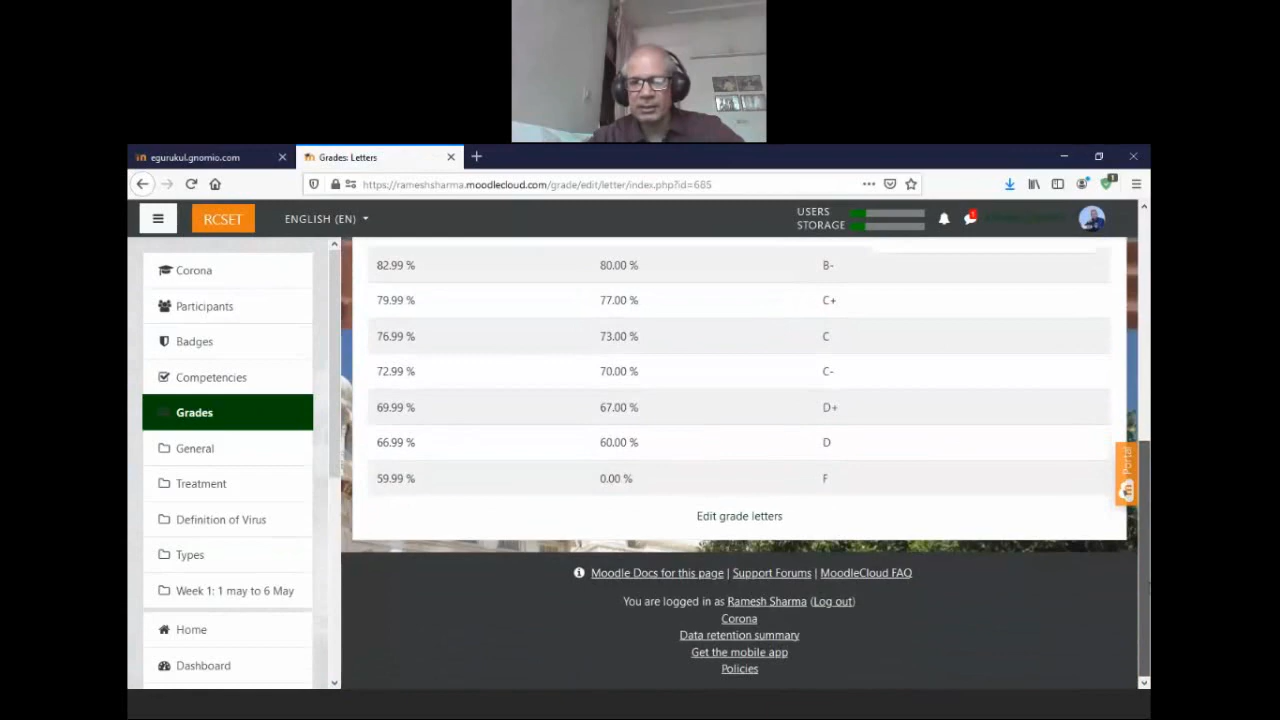 egurukul.gnomio.com
Grades: Letters
https://rameshsharma.moodlecloud.com/grade/edit/letter/index.php?id=685
RCSET
ENGLISH (EN)
USERS
STORAGE
Corona
Participants
Badges
Competencies
Grades
General
Treatment
Definition of Virus
Types
Week 1: 1 may to 6 May
Home
Dashboard
82.99 % 80.00 % B-
79.99 % 77.00 % C+
76.99 % 73.00 % C
72.99 % 70.00 % C-
69.99 % 67.00 % D+
66.99 % 60.00 % D
59.99 % 0.00 % F
Edit grade letters
Portal
Moodle Docs for this page | Support Forums | MoodleCloud FAQ
You are logged in as Ramesh Sharma (Log out)
Corona
Data retention summary
Get the mobile app
Policies